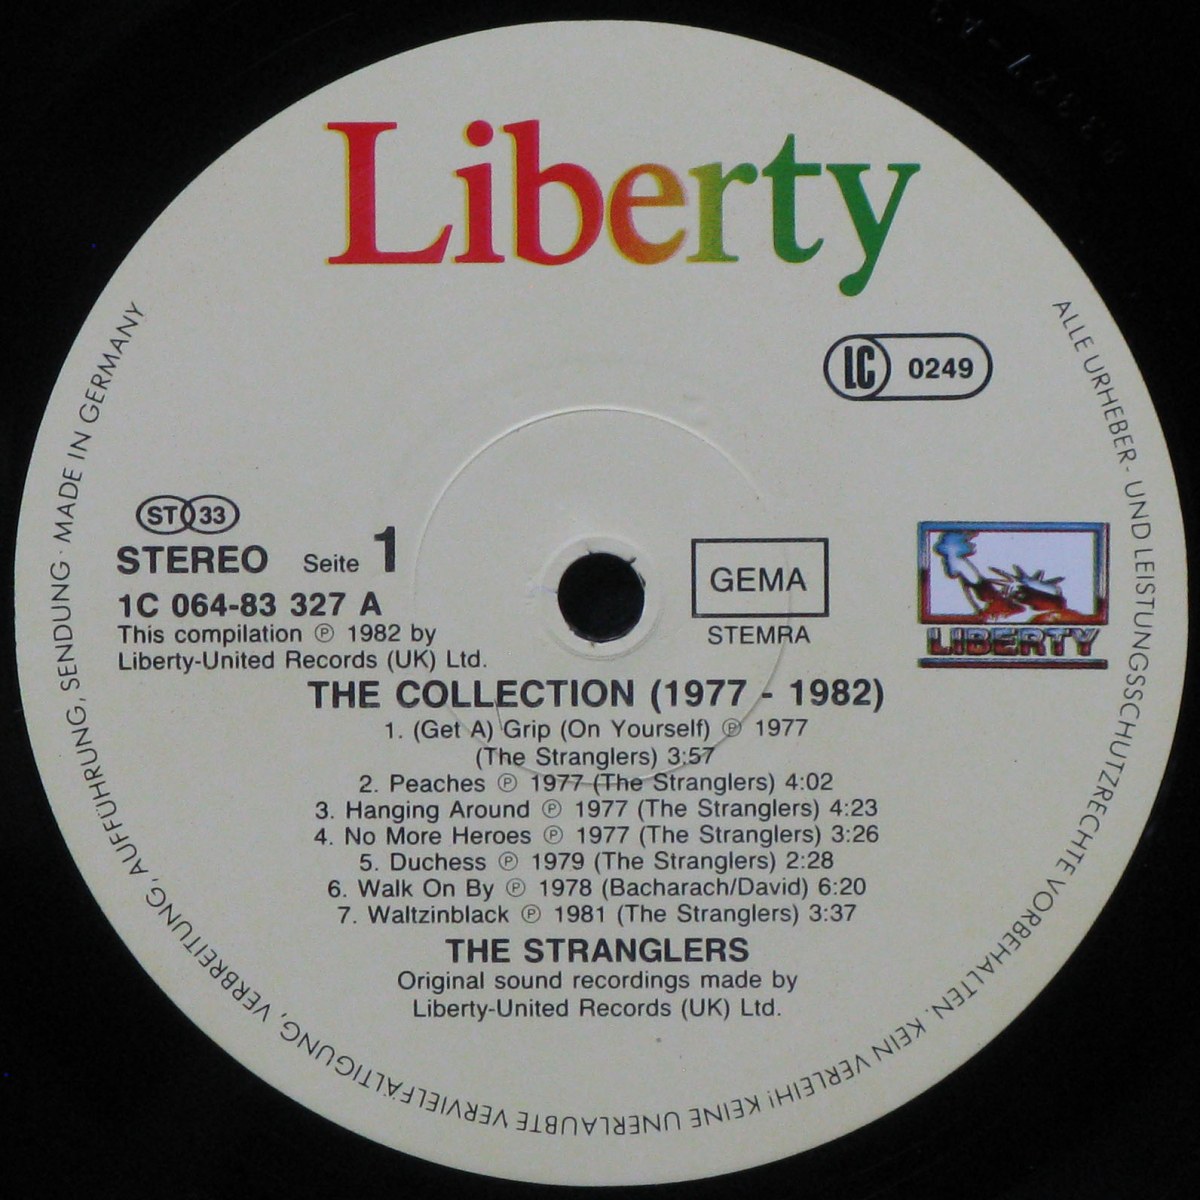 Liberty
LC 0249
ST 33
STEREO Seite 1
1C 064-83 327 A
This compilation ℗ 1982 by
Liberty-United Records (UK) Ltd.
GEMA
STEMRA
LIBERTY
THE COLLECTION (1977 - 1982)
1. (Get A) Grip (On Yourself) ℗ 1977
(The Stranglers) 3:57
2. Peaches ℗ 1977 (The Stranglers) 4:02
3. Hanging Around ℗ 1977 (The Stranglers) 4:23
4. No More Heroes ℗ 1977 (The Stranglers) 3:26
5. Duchess ℗ 1979 (The Stranglers) 2:28
6. Walk On By ℗ 1978 (Bacharach/David) 6:20
7. Waltzinblack ℗ 1981 (The Stranglers) 3:37
THE STRANGLERS
Original sound recordings made by
Liberty-United Records (UK) Ltd.
ALLE URHEBER- UND LEISTUNGSSCHUTZRECHTE VORBEHALTEN. KEIN VERLEIH! KEINE UNERLAUBTE VERVIELFÄLTIGUNG, VERBREITUNG, AUFFÜHRUNG, SENDUNG · MADE IN GERMANY